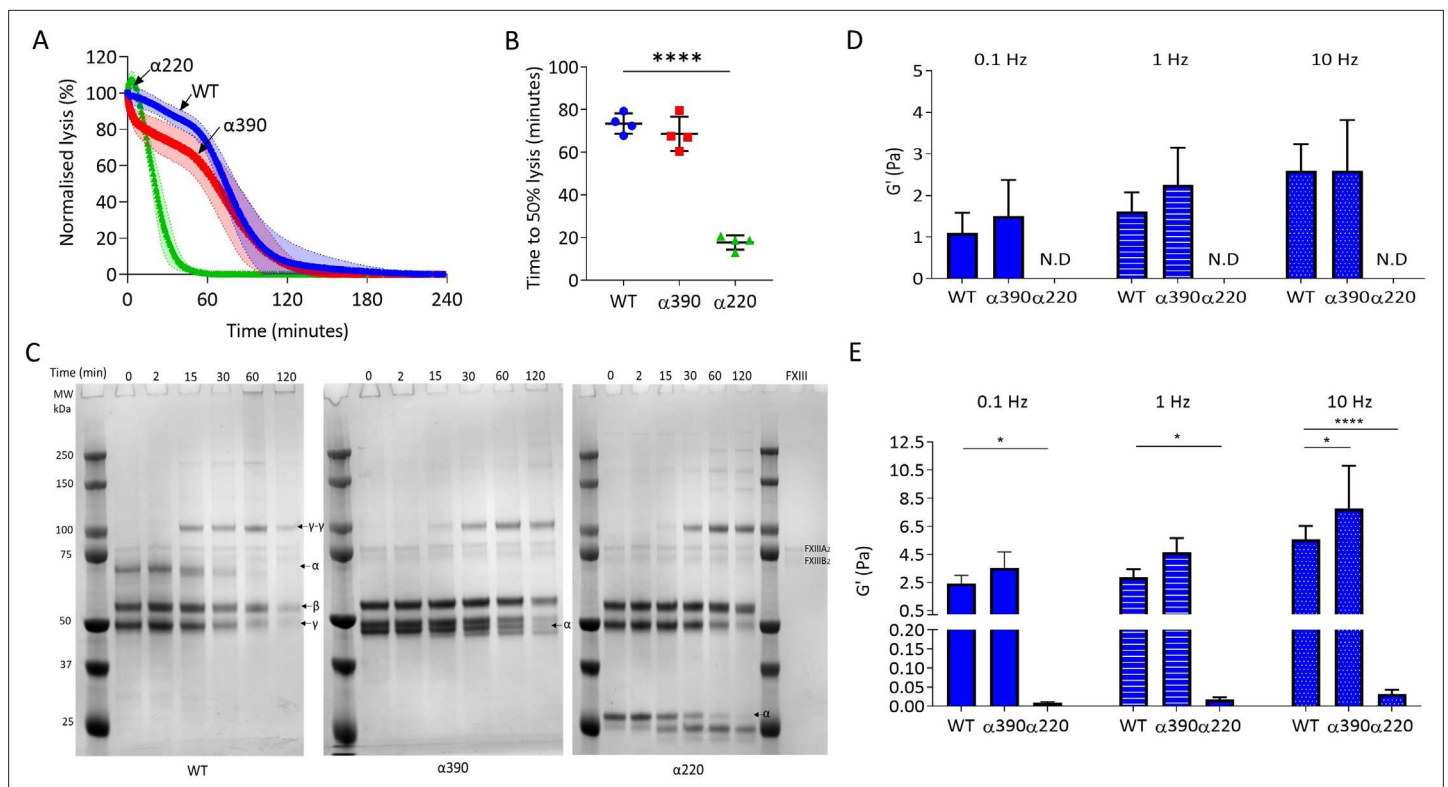 A
120
100
80
60
40
20
0
Normalised lysis (%)
α220
WT
α390
0 60 120 180 240
Time (minutes)
B
****
100
80
60
40
20
0
Time to 50% lysis (minutes)
WT α390 α220
D
0.1 Hz 1 Hz 10 Hz
5
4
3
2
1
0
G' (Pa)
N.D N.D N.D
WT α390α220 WT α390α220 WT α390α220
C
Time (min) 0 2 15 30 60 120 0 2 15 30 60 120 0 2 15 30 60 120 FXIII
MW
kDa
250
150
100
75
50
37
25
γ-γ
α
β
γ
α
FXIIIA₂
FXIIIB₂
α
WT α390 α220
E
0.1 Hz 1 Hz 10 Hz
* * **** *
12.5
10.5
8.5
6.5
4.5
2.5
0.5
0.20
0.15
0.10
0.05
0.00
G' (Pa)
WT α390α220 WT α390α220 WT α390α220